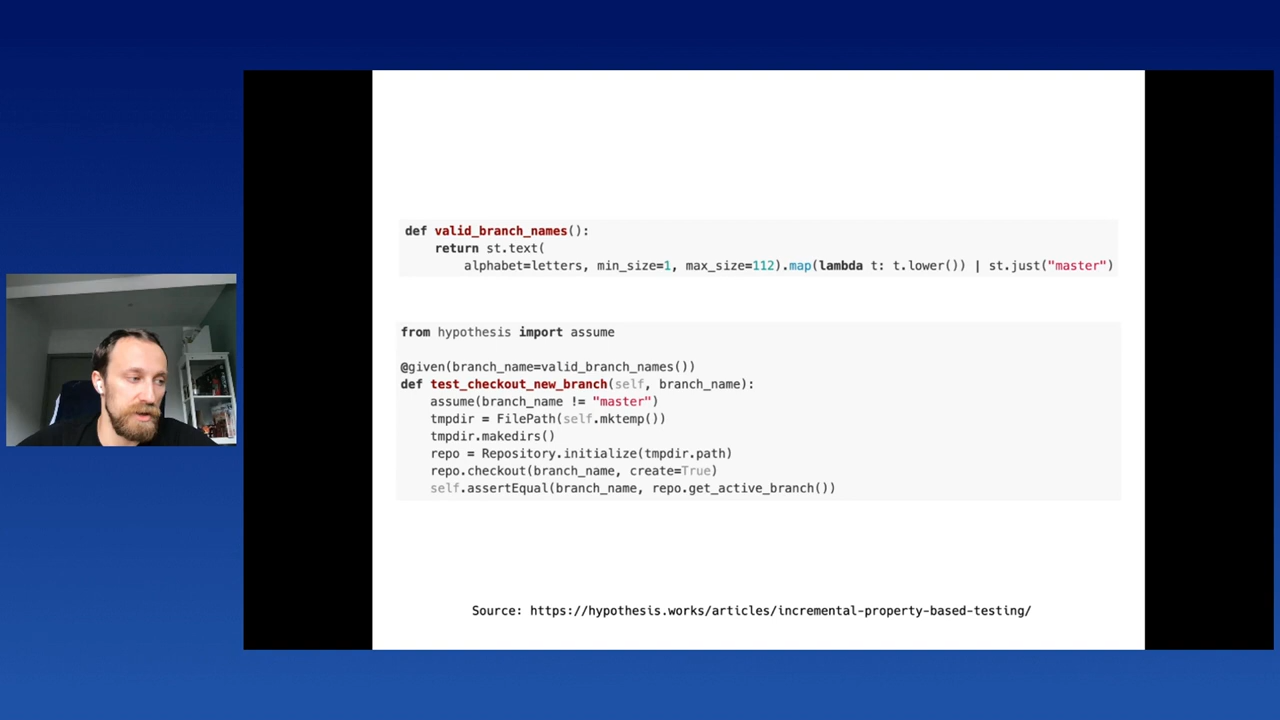 def valid_branch_names():
    return st.text(
        alphabet=letters, min_size=1, max_size=112).map(lambda t: t.lower()) | st.just("master")
from hypothesis import assume
@given(branch_name=valid_branch_names())
def test_checkout_new_branch(self, branch_name):
    assume(branch_name != "master")
    tmpdir = FilePath(self.mktemp())
    tmpdir.makedirs()
    repo = Repository.initialize(tmpdir.path)
    repo.checkout(branch_name, create=True)
    self.assertEqual(branch_name, repo.get_active_branch())
Source: https://hypothesis.works/articles/incremental-property-based-testing/